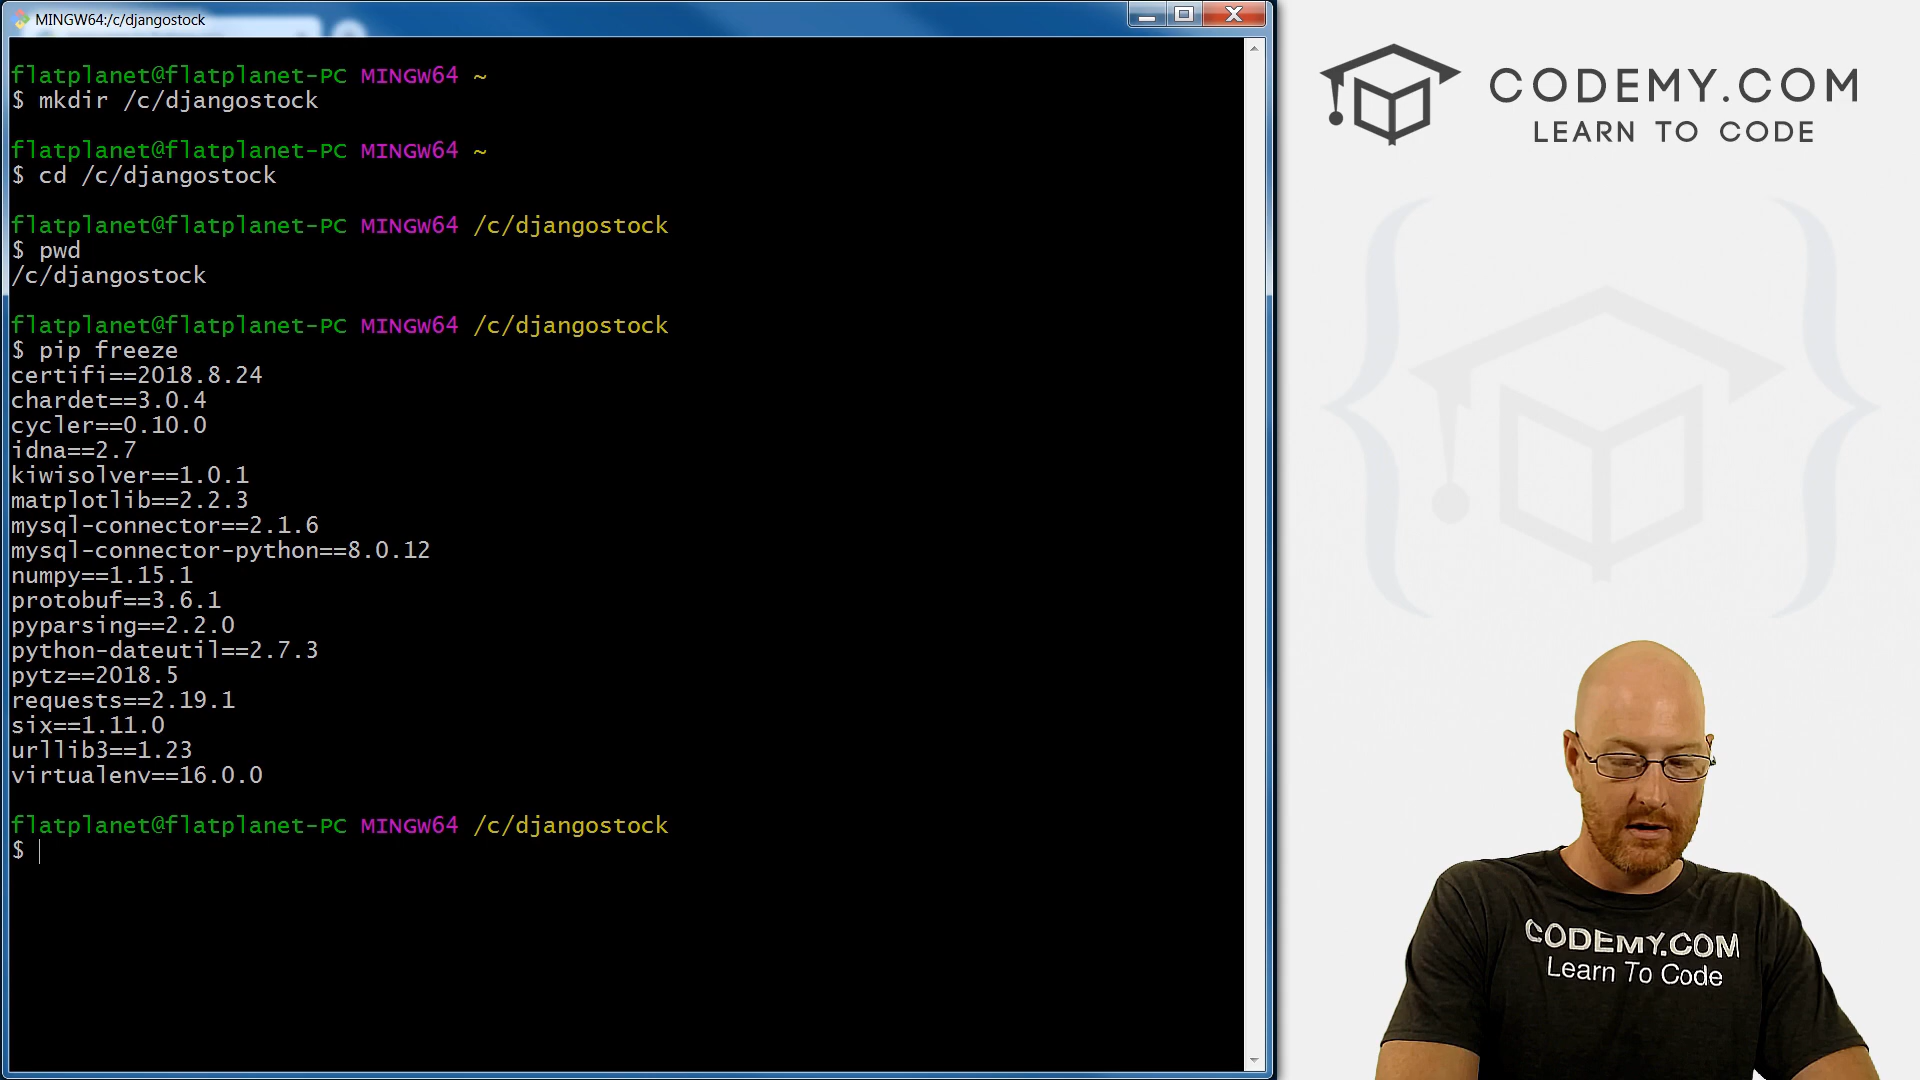 MINGW64:/c/djangostock
flatplanet@flatplanet-PC MINGW64 ~
$ mkdir /c/djangostock
flatplanet@flatplanet-PC MINGW64 ~
$ cd /c/djangostock
flatplanet@flatplanet-PC MINGW64 /c/djangostock
$ pwd
/c/djangostock
flatplanet@flatplanet-PC MINGW64 /c/djangostock
$ pip freeze
certifi==2018.8.24
chardet==3.0.4
cycler==0.10.0
idna==2.7
kiwisolver==1.0.1
matplotlib==2.2.3
mysql-connector==2.1.6
mysql-connector-python==8.0.12
numpy==1.15.1
protobuf==3.6.1
pyparsing==2.2.0
python-dateutil==2.7.3
pytz==2018.5
requests==2.19.1
six==1.11.0
urllib3==1.23
virtualenv==16.0.0
flatplanet@flatplanet-PC MINGW64 /c/djangostock
$
CODEMY.COM
LEARN TO CODE
CODEMY.COM
Learn To Code